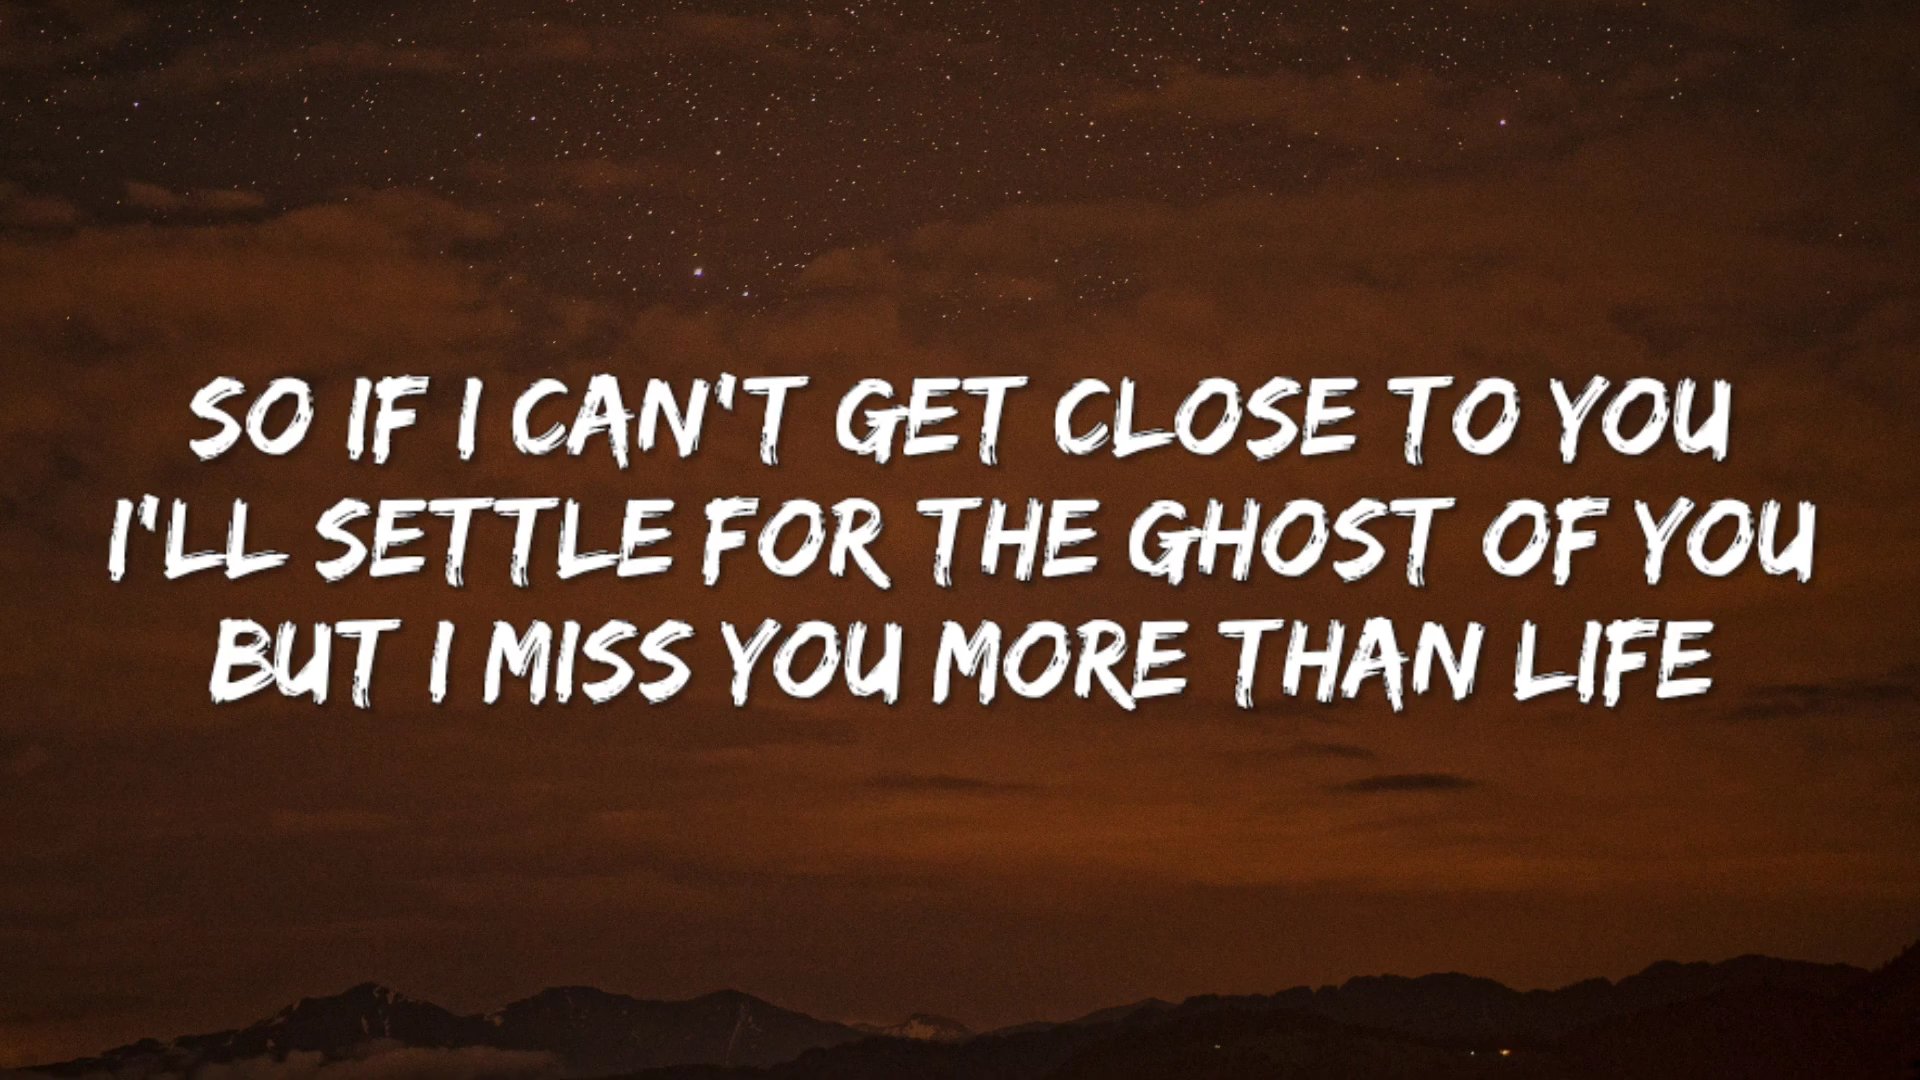 SO IF I CAN'T GET CLOSE TO YOU
I'LL SETTLE FOR THE GHOST OF YOU
BUT I MISS YOU MORE THAN LIFE